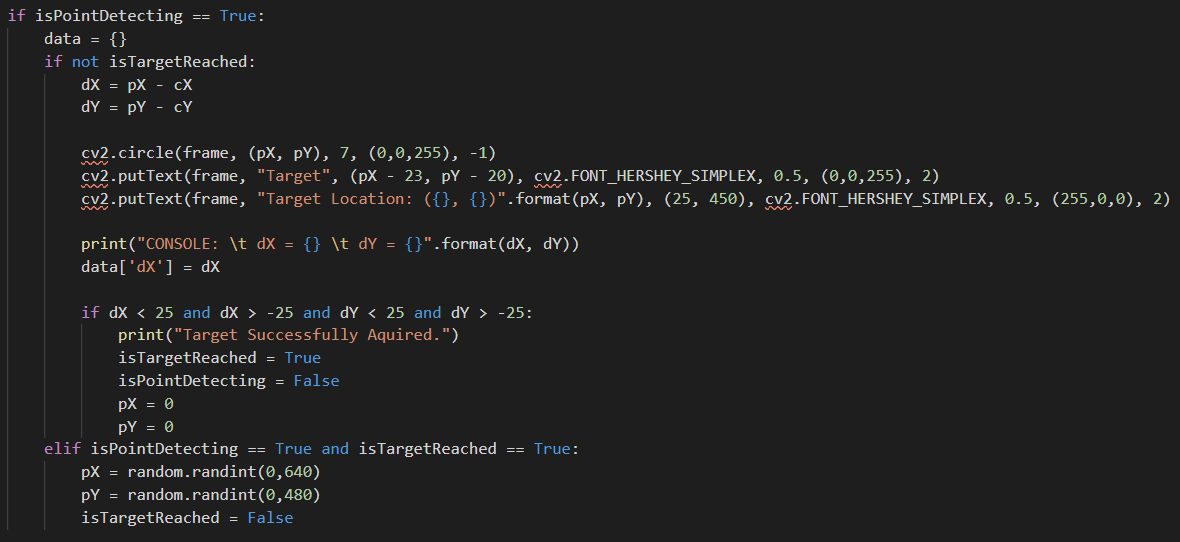 if isPointDetecting == True:
    data = {}
    if not isTargetReached:
        dX = pX - cX
        dY = pY - cY

        cv2.circle(frame, (pX, pY), 7, (0,0,255), -1)
        cv2.putText(frame, "Target", (pX - 23, pY - 20), cv2.FONT_HERSHEY_SIMPLEX, 0.5, (0,0,255), 2)
        cv2.putText(frame, "Target Location: ({}, {})".format(pX, pY), (25, 450), cv2.FONT_HERSHEY_SIMPLEX, 0.5, (255,0,0), 2)

        print("CONSOLE: \t dX = {} \t dY = {}".format(dX, dY))
        data['dX'] = dX

        if dX < 25 and dX > -25 and dY < 25 and dY > -25:
            print("Target Successfully Aquired.")
            isTargetReached = True
            isPointDetecting = False
            pX = 0
            pY = 0
    elif isPointDetecting == True and isTargetReached == True:
        pX = random.randint(0,640)
        pY = random.randint(0,480)
        isTargetReached = False